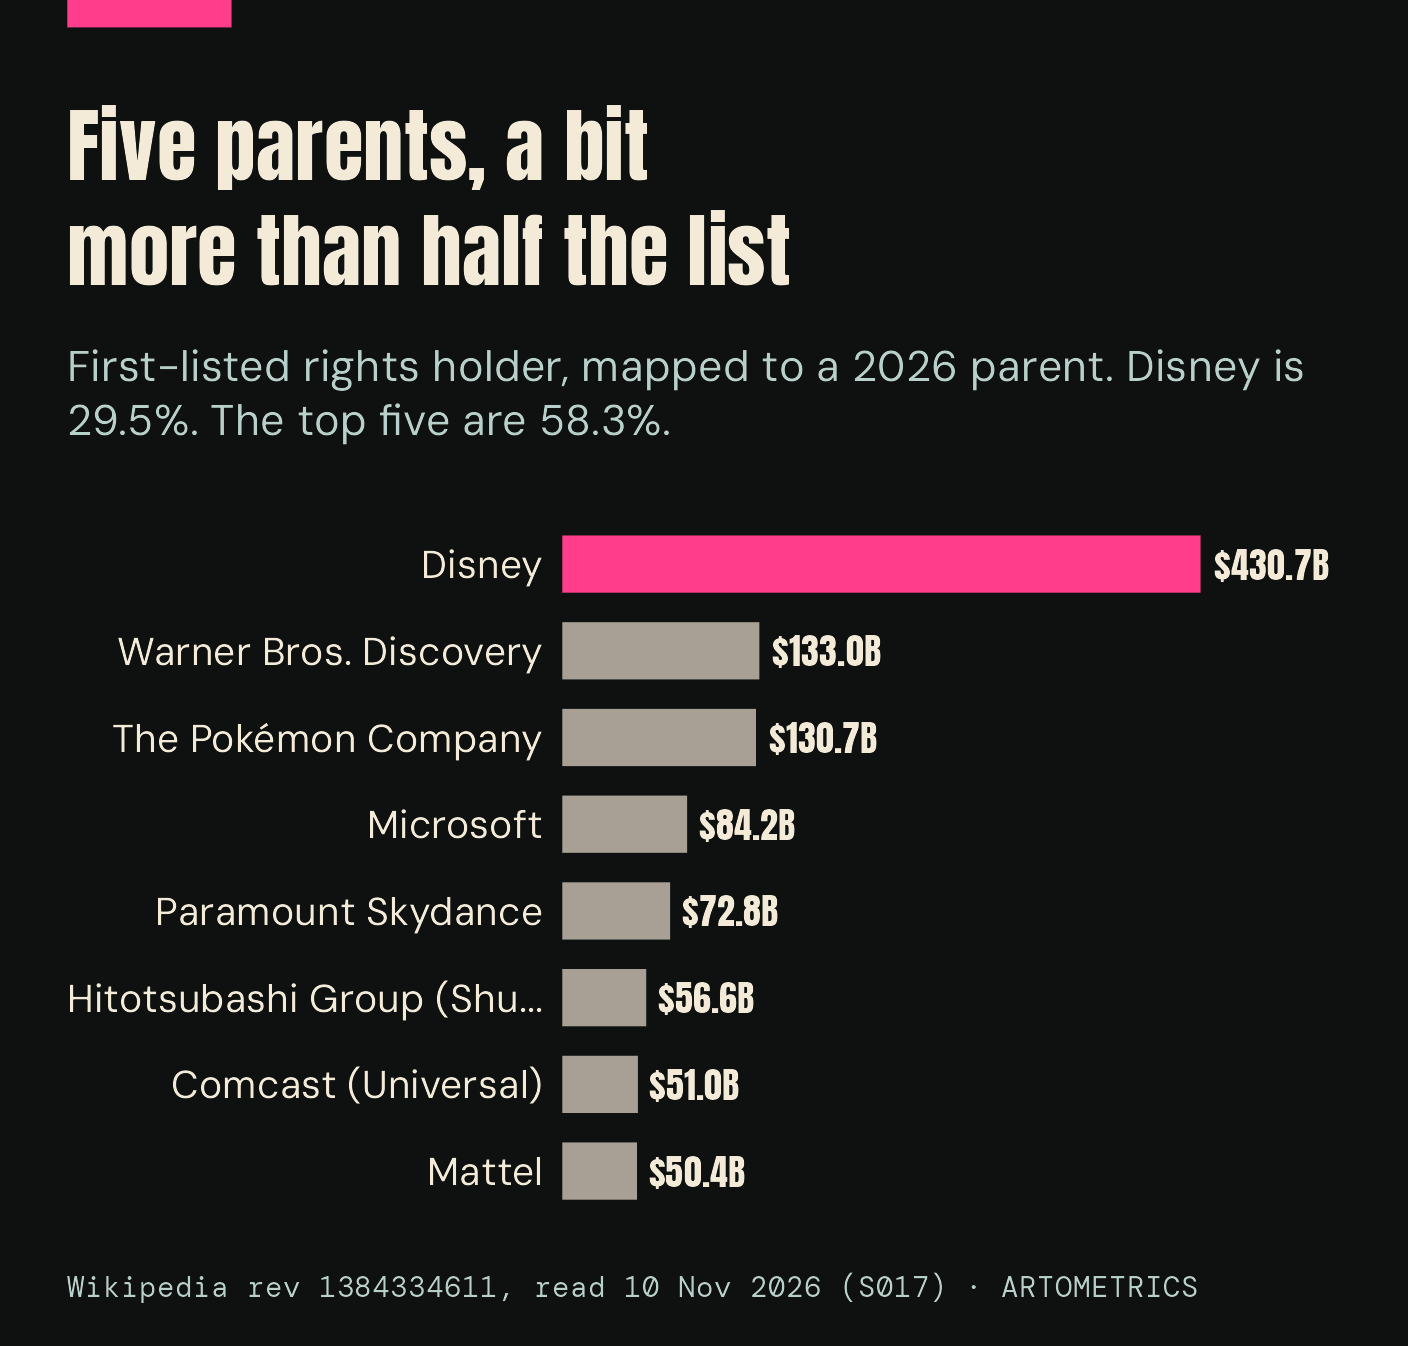 Five parents, a bit
more than half the list
First-listed rights holder, mapped to a 2026 parent. Disney is
29.5%. The top five are 58.3%.
Disney $430.7B
Warner Bros. Discovery $133.0B
The Pokémon Company $130.7B
Microsoft $84.2B
Paramount Skydance $72.8B
Hitotsubashi Group (Shu... $56.6B
Comcast (Universal) $51.0B
Mattel $50.4B
Wikipedia rev 1384334611, read 10 Nov 2026 (S017) · ARTOMETRICS